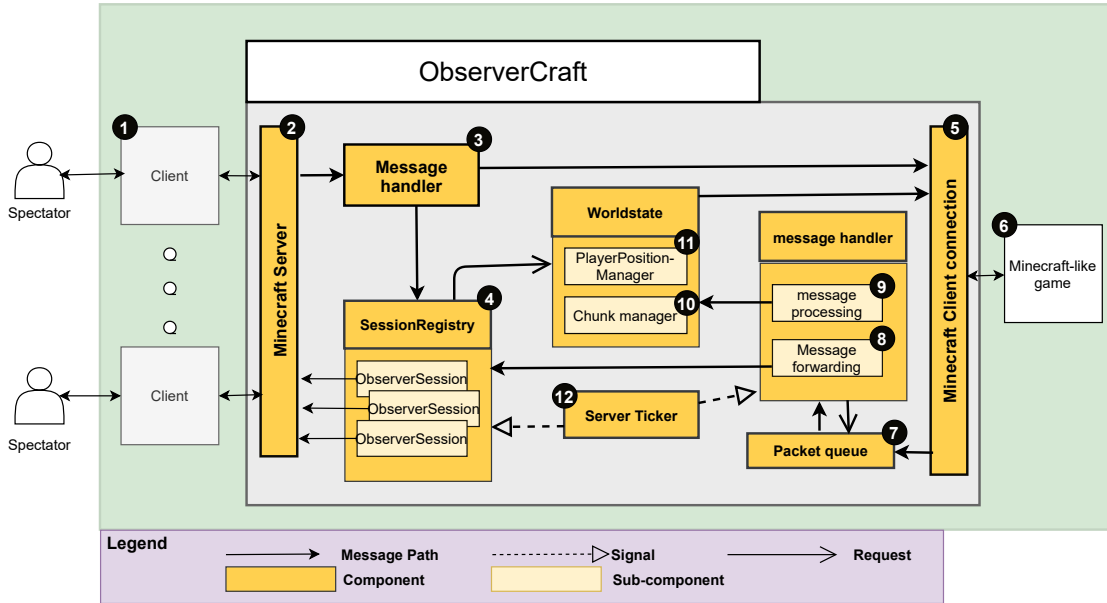 ObserverCraft
1
2
3
5
Client
Message
handler
Spectator
Worldstate
6
message handler
11
PlayerPosition-
Manager
Minecraft-like
game
Minecraft Server
Minecraft Client connection
4
10
9
message
processing
Chunk manager
SessionRegistry
8
Message
forwarding
Client
ObserverSession
ObserverSession
ObserverSession
12
Server Ticker
Spectator
7
Packet queue
Legend
Message Path
Signal
Request
Component
Sub-component